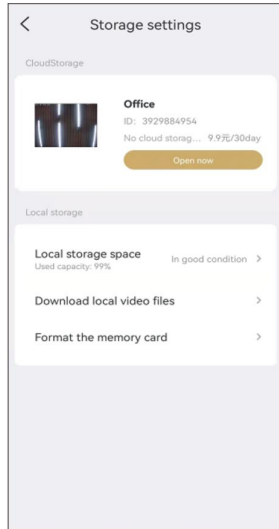 Storage settings
CloudStorage
Office
ID: 3929884954
No cloud storag... 9.9元/30day
Open now
Local storage
Local storage space
In good condition
Used capacity: 99%
Download local video files
Format the memory card